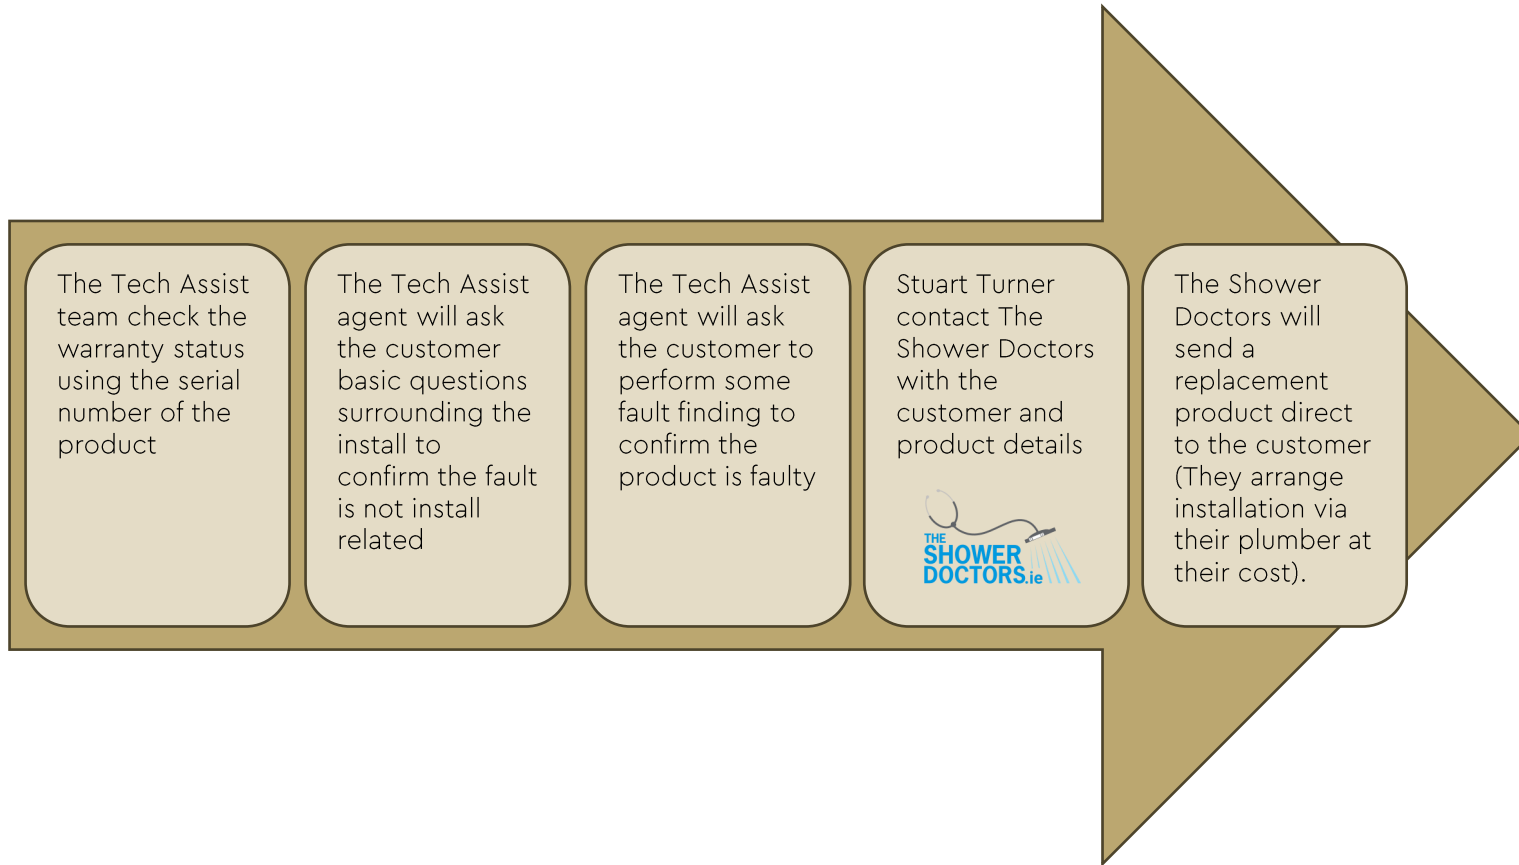 The Tech Assist
team check the
warranty status
using the serial
number of the
product
The Tech Assist
agent will ask
the customer
basic questions
surrounding the
install to
confirm the fault
is not install
related
The Tech Assist
agent will ask
the customer to
perform some
fault finding to
confirm the
product is faulty
Stuart Turner
contact The
Shower Doctors
with the
customer and
product details
THE
SHOWER
DOCTORS.ie
The Shower
Doctors will
send a
replacement
product direct
to the customer
(They arrange
installation via
their plumber at
their cost).